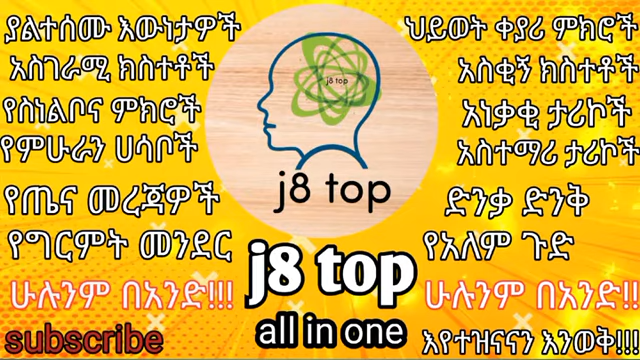 ያልተሰሙ እውነታዎች
አስገራሚ ክስተቶች
የስነልቦና ምክሮች
የምሁራን ሀሳቦች
የጤና መረጃዎች
የግርምት መንደር
ሁሉንም በአንድ!!!
subscribe
j8 top
j8 top
j8 top
all in one
ህይወት ቀያሪ ምክሮች
አስቂኝ ክስተቶች
አነቃቂ ታሪኮች
አስተማሪ ታሪኮች
ድንቃ ድንቅ
የአለም ጉድ
ሁሉንም በአንድ!!
እየተዝናናን እንወቅ!!!